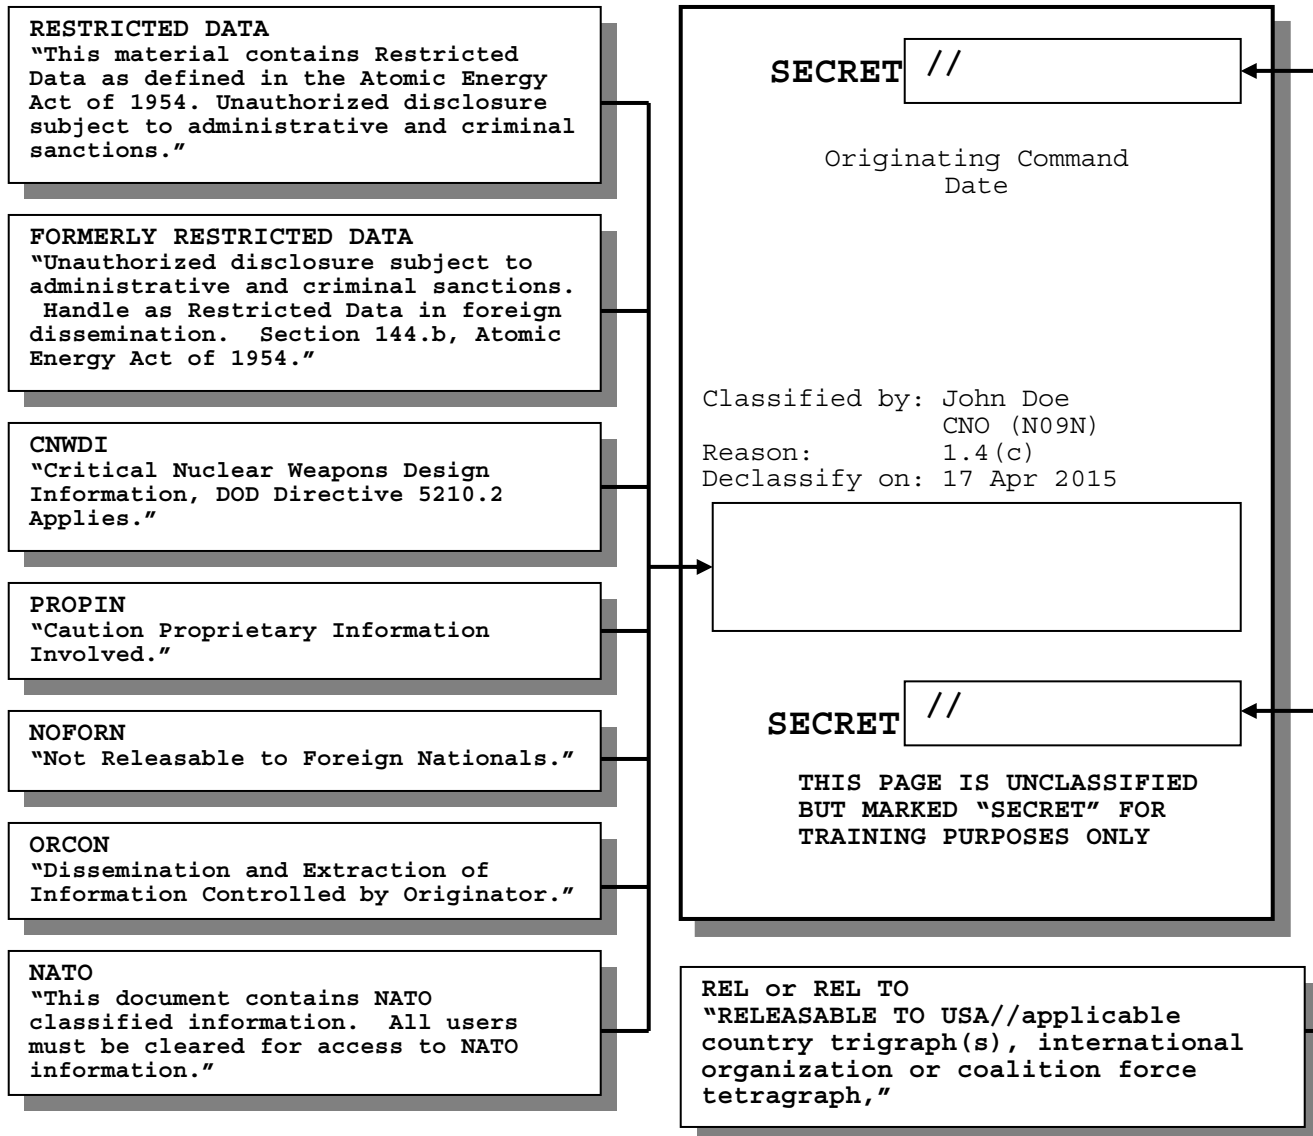 RESTRICTED DATA
“This material contains Restricted
Data as defined in the Atomic Energy
Act of 1954. Unauthorized disclosure
subject to administrative and criminal
sanctions.”
FORMERLY RESTRICTED DATA
“Unauthorized disclosure subject to
administrative and criminal sanctions.
Handle as Restricted Data in foreign
dissemination. Section 144.b, Atomic
Energy Act of 1954.”
CNWDI
“Critical Nuclear Weapons Design
Information, DOD Directive 5210.2
Applies.”
PROPIN
“Caution Proprietary Information
Involved.”
NOFORN
“Not Releasable to Foreign Nationals.”
ORCON
“Dissemination and Extraction of
Information Controlled by Originator.”
NATO
“This document contains NATO
classified information. All users
must be cleared for access to NATO
information.”
SECRET //
Originating Command
Date
Classified by: John Doe
CNO (N09N)
Reason: 1.4(c)
Declassify on: 17 Apr 2015
SECRET //
THIS PAGE IS UNCLASSIFIED
BUT MARKED “SECRET” FOR
TRAINING PURPOSES ONLY
REL or REL TO
“RELEASABLE TO USA//applicable
country trigraph(s), international
organization or coalition force
tetragraph,”